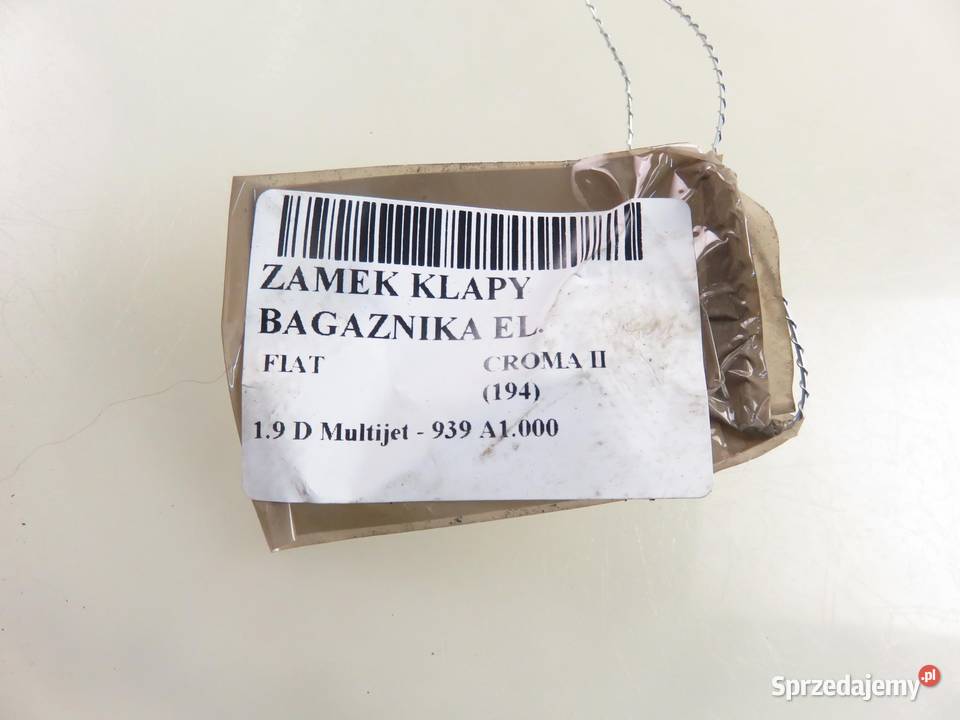 ZAMEK KLAPY
BAGAZNIKA EL.
FIAT CROMA II
(194)
1.9 D Multijet - 939 A1.000
Sprzedajemy.pl